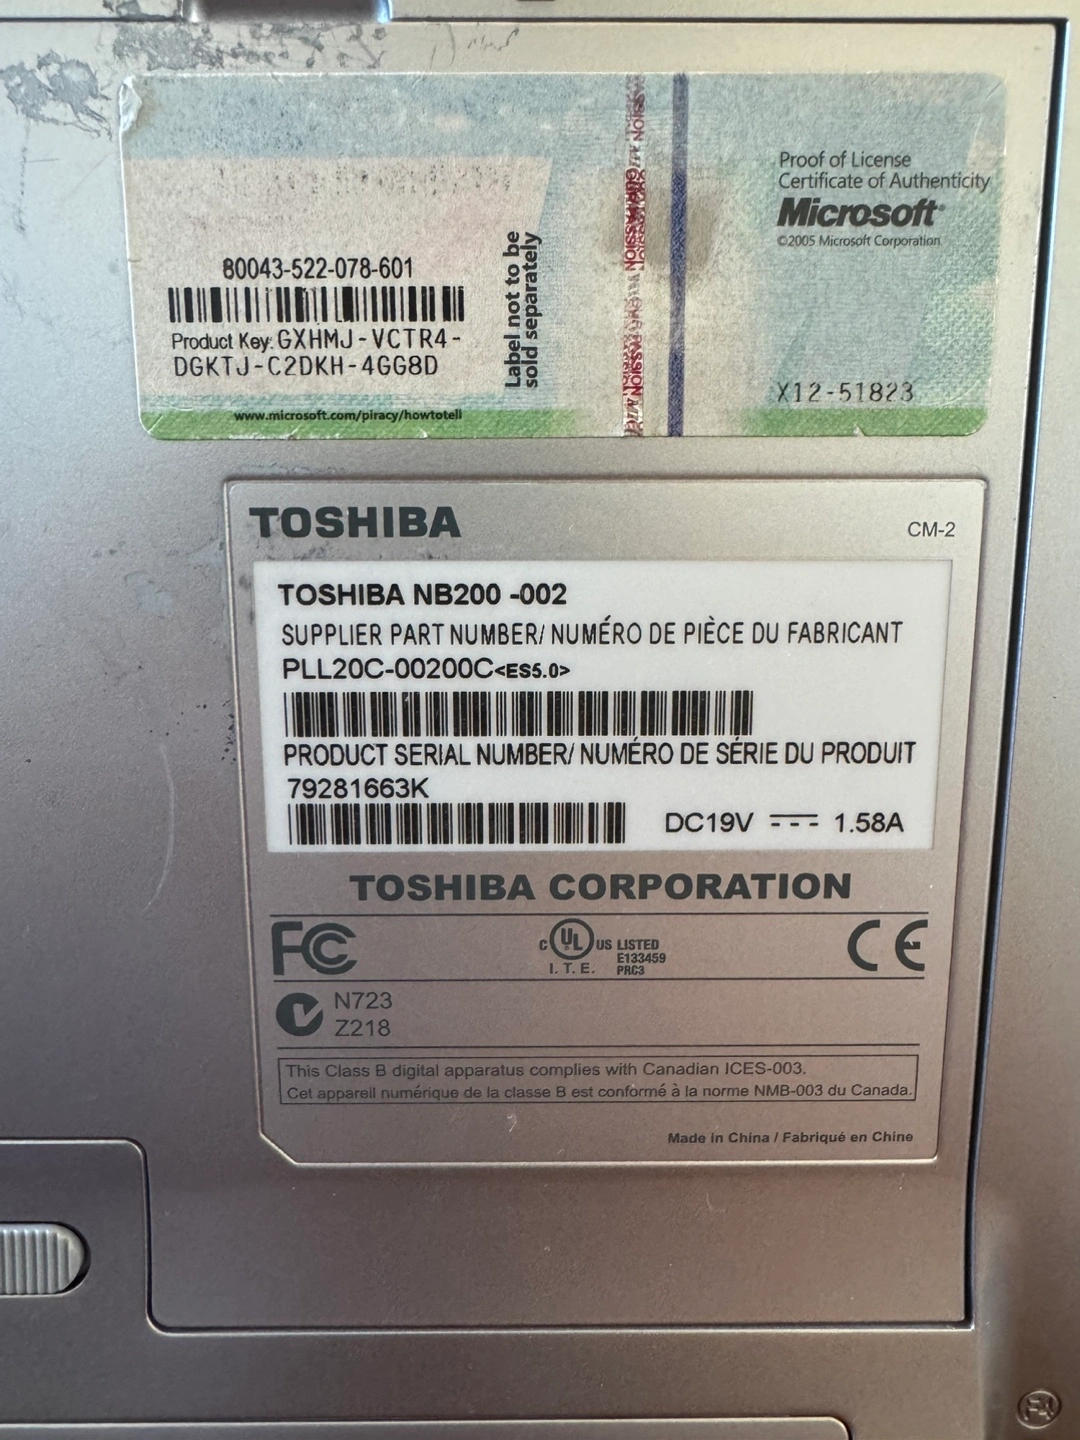 Proof of License
Certificate of Authenticity
Microsoft®
©2005 Microsoft Corporation
80043-522-078-601
Product Key: GXHMJ-VCTR4-
DGKTJ-C2DKH-4GG8D
Label not to be
sold separately
www.microsoft.com/piracy/howtotell
X12-51823
TOSHIBA
CM-2
TOSHIBA NB200 -002
SUPPLIER PART NUMBER/ NUMÉRO DE PIÈCE DU FABRICANT
PLL20C-00200C<ES5.0>
PRODUCT SERIAL NUMBER/ NUMÉRO DE SÉRIE DU PRODUIT
79281663K
DC19V 1.58A
TOSHIBA CORPORATION
FC
C UL US LISTED
E133459
I. T. E. PRC3
CE
N723
Z218
This Class B digital apparatus complies with Canadian ICES-003.
Cet appareil numérique de la classe B est conformé à la norme NMB-003 du Canada.
Made in China / Fabriqué en Chine